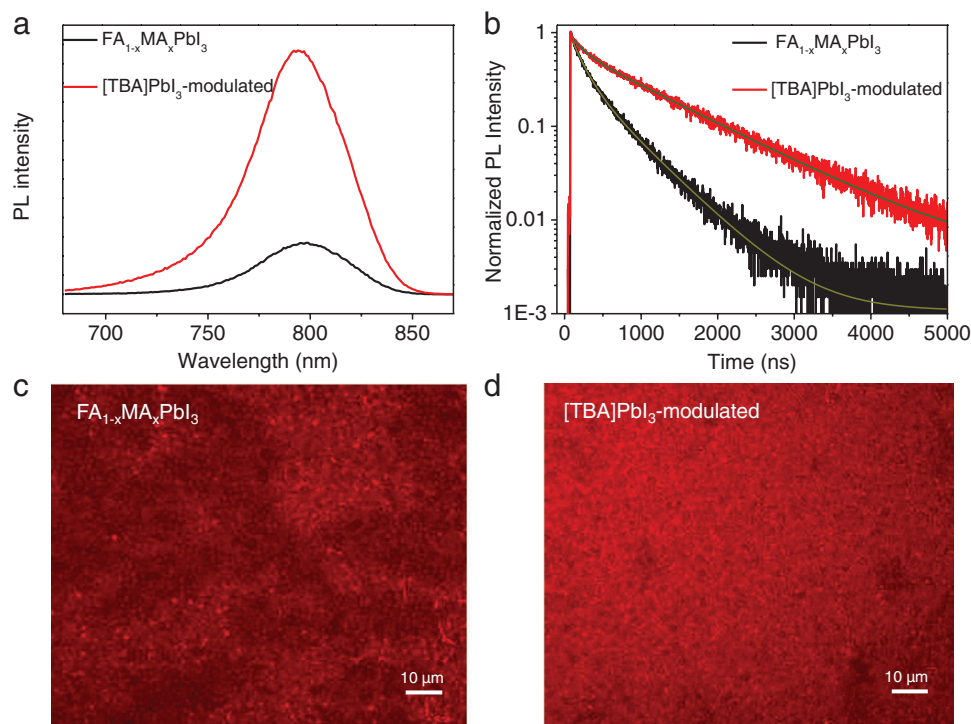 a
FA₁₋ₓMAₓPbI₃
[TBA]PbI₃-modulated
PL intensity
700
750
800
850
Wavelength (nm)
b
FA₁₋ₓMAₓPbI₃
[TBA]PbI₃-modulated
Normalized PL Intensity
1
0.1
0.01
1E-3
0
1000
2000
3000
4000
5000
Time (ns)
c
FA₁₋ₓMAₓPbI₃
10 µm
d
[TBA]PbI₃-modulated
10 µm